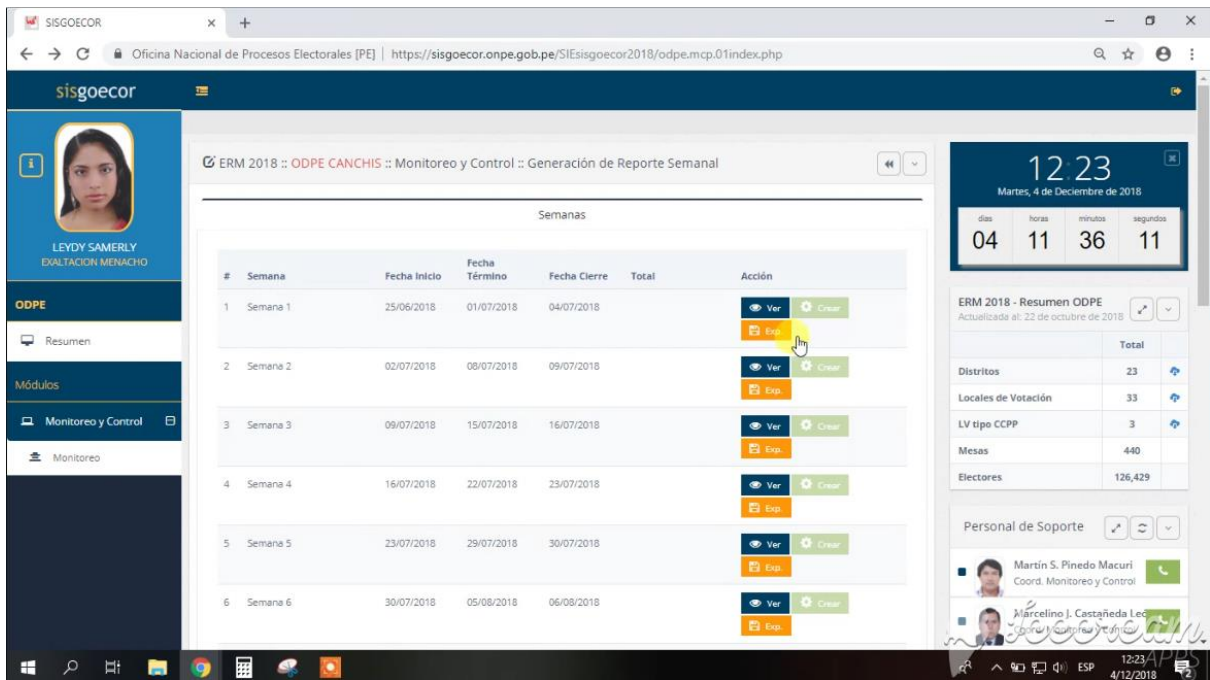 SISGOECOR
Oficina Nacional de Procesos Electorales [PE] | https://sisgoecor.onpe.gob.pe/SIEsisgoecor2018/odpe.mcp.01index.php
sisgoecor
LEYDY SAMERLY
EXALTACION MENACHO
ODPE
Resumen
Módulos
Monitoreo y Control
Monitoreo
ERM 2018 :: ODPE CANCHIS :: Monitoreo y Control :: Generación de Reporte Semanal
Semanas
# Semana Fecha Inicio Fecha Término Fecha Cierre Total Acción
1 Semana 1 25/06/2018 01/07/2018 04/07/2018 Ver Crear
Exp.
2 Semana 2 02/07/2018 08/07/2018 09/07/2018 Ver Crear
Exp.
3 Semana 3 09/07/2018 15/07/2018 16/07/2018 Ver Crear
Exp.
4 Semana 4 16/07/2018 22/07/2018 23/07/2018 Ver Crear
Exp.
5 Semana 5 23/07/2018 29/07/2018 30/07/2018 Ver Crear
Exp.
6 Semana 6 30/07/2018 05/08/2018 06/08/2018 Ver Crear
Exp.
12:23
Martes, 4 de Deciembre de 2018
días horas minutos segundos
04 11 36 11
ERM 2018 - Resumen ODPE
Actualizada al: 22 de octubre de 2018
Total
Distritos 23
Locales de Votación 33
LV tipo CCPP 3
Mesas 440
Electores 126,429
Personal de Soporte
Martín S. Pinedo Macuri
Coord. Monitoreo y Control
Marcelino J. Castañeda
Coord. Monitoreo y Control
APPS
ESP
12:23
4/12/2018
2